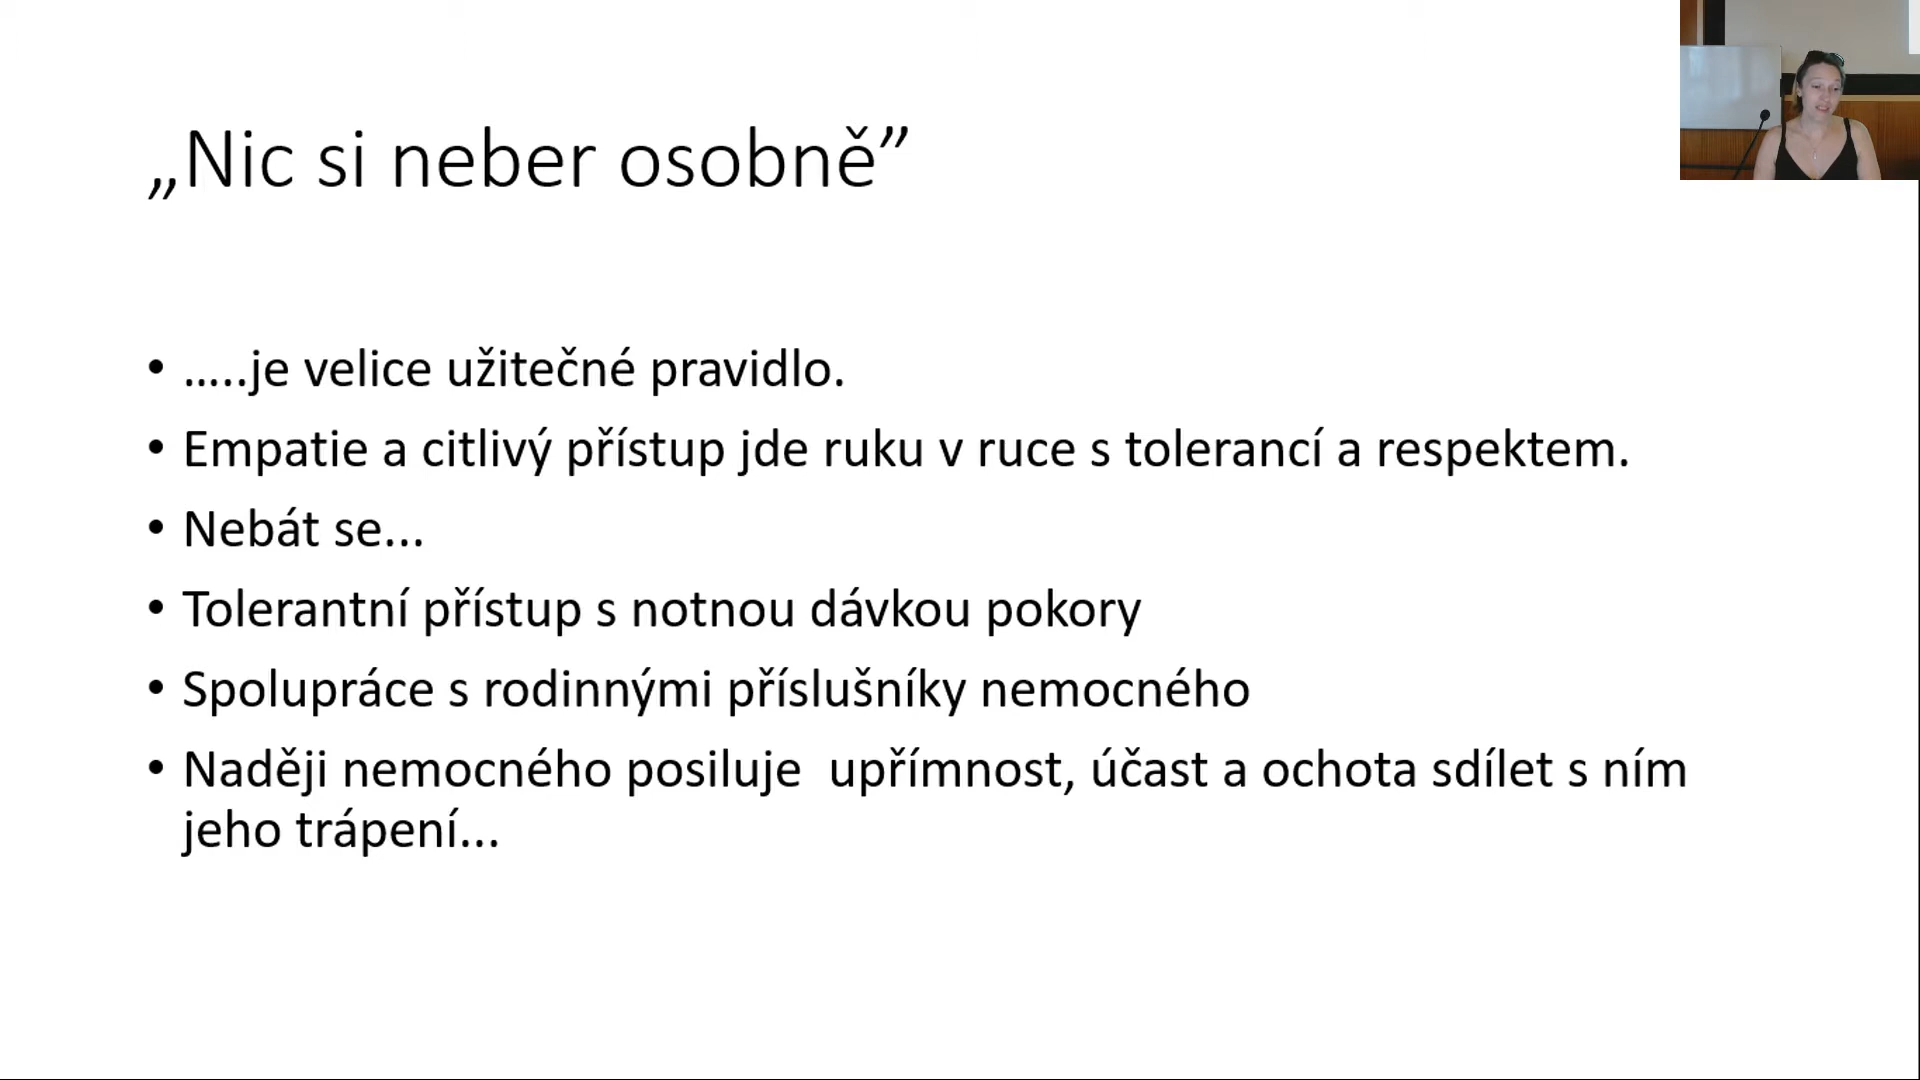 „Nic si neber osobně”
• .....je velice užitečné pravidlo.
• Empatie a citlivý přístup jde ruku v ruce s tolerancí a respektem.
• Nebát se...
• Tolerantní přístup s notnou dávkou pokory
• Spolupráce s rodinnými příslušníky nemocného
• Naději nemocného posiluje  upřímnost, účast a ochota sdílet s ním
jeho trápení...